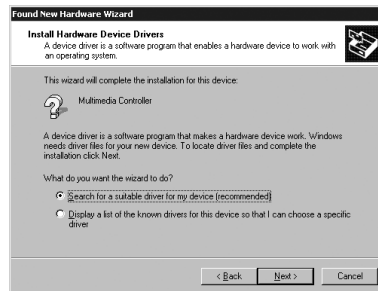 Found New Hardware Wizard
Install Hardware Device Drivers
A device driver is a software program that enables a hardware device to work with
an operating system.
This wizard will complete the installation for this device:
Multimedia Controller
A device driver is a software program that makes a hardware device work. Windows
needs driver files for your new device. To locate driver files and complete the
installation click Next.
What do you want the wizard to do?
Search for a suitable driver for my device (recommended)
Display a list of the known drivers for this device so that I can choose a specific
driver
< Back Next > Cancel